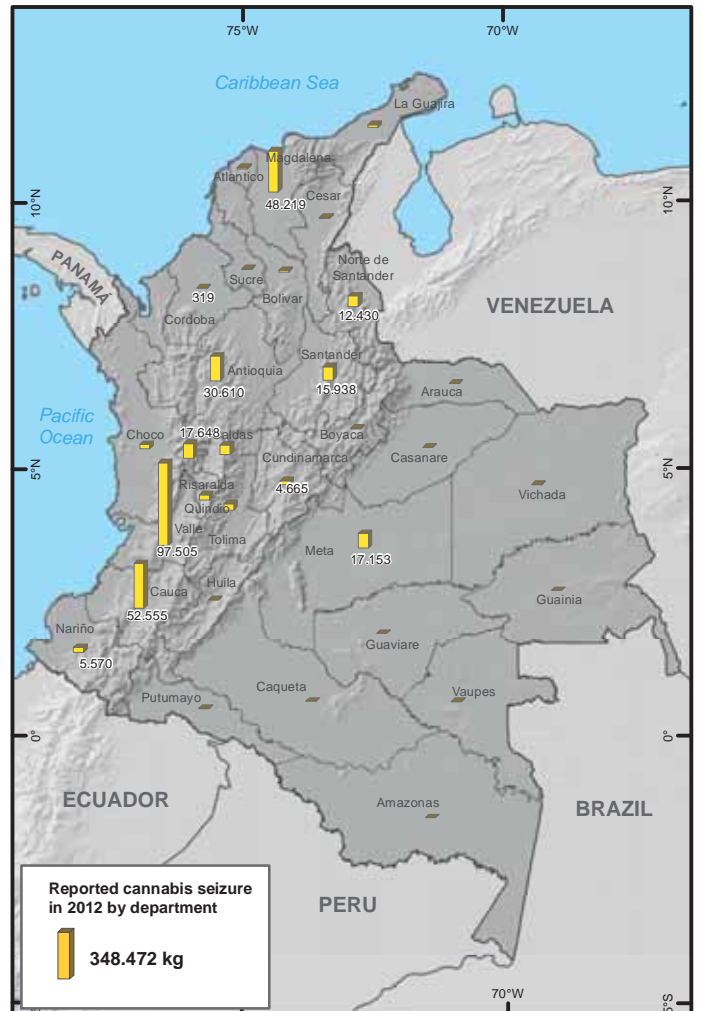 75°W
70°W
Caribbean Sea
La Guajira
Magdalena
Atlantico
Cesar
48.219
10°N
10°N
PANAMÁ
Norte de
Santander
Sucre
Bolivar
319
12.430
VENEZUELA
Cordoba
Santander
Antioquia
30.610
15.938
Arauca
Pacific
Ocean
Choco
17.648
Boyaca
Cundinamarca
Casanare
5°N
5°N
Risaralda
4.665
Vichada
Quindio
Valle
97.505
Tolima
Meta
17.153
Cauca
Huila
52.555
Guainia
Nariño
5.570
Guaviare
Putumayo
Caqueta
Vaupes
0°
0°
ECUADOR
Amazonas
BRAZIL
Reported cannabis seizure
in 2012 by department
348.472 kg
PERU
70°W
5°S